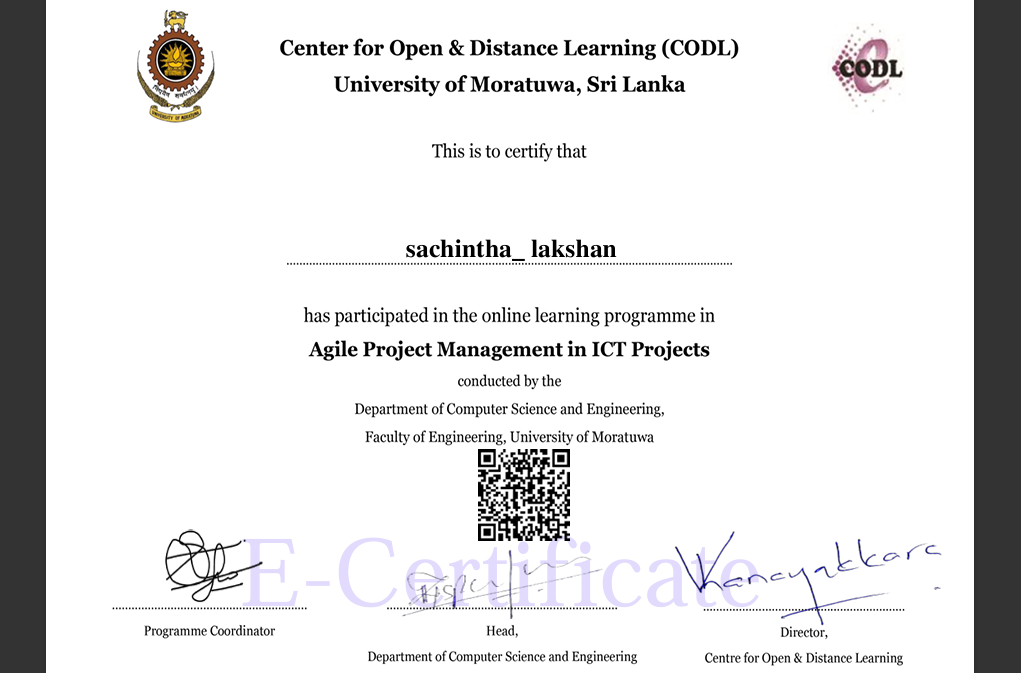 Center for Open & Distance Learning (CODL)
University of Moratuwa, Sri Lanka
UNIVERSITY OF MORATUWA
CODL
This is to certify that
sachintha_ lakshan
has participated in the online learning programme in
Agile Project Management in ICT Projects
conducted by the
Department of Computer Science and Engineering,
Faculty of Engineering, University of Moratuwa
E-Certificate
Programme Coordinator
Head,
Department of Computer Science and Engineering
Director,
Centre for Open & Distance Learning